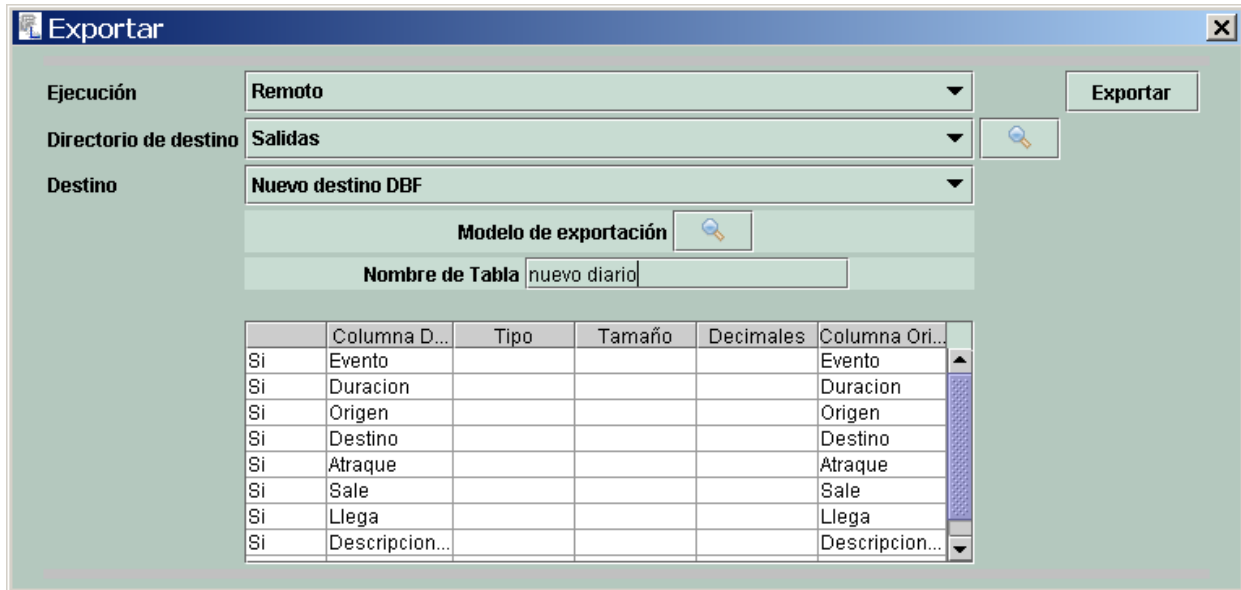 Exportar
Ejecución Remoto Exportar
Directorio de destino Salidas
Destino Nuevo destino DBF
Modelo de exportación
Nombre de Tabla nuevo diario
Columna D... Tipo Tamaño Decimales Columna Ori...
Si Evento Evento
Si Duracion Duracion
Si Origen Origen
Si Destino Destino
Si Atraque Atraque
Si Sale Sale
Si Llega Llega
Si Descripcion... Descripcion...